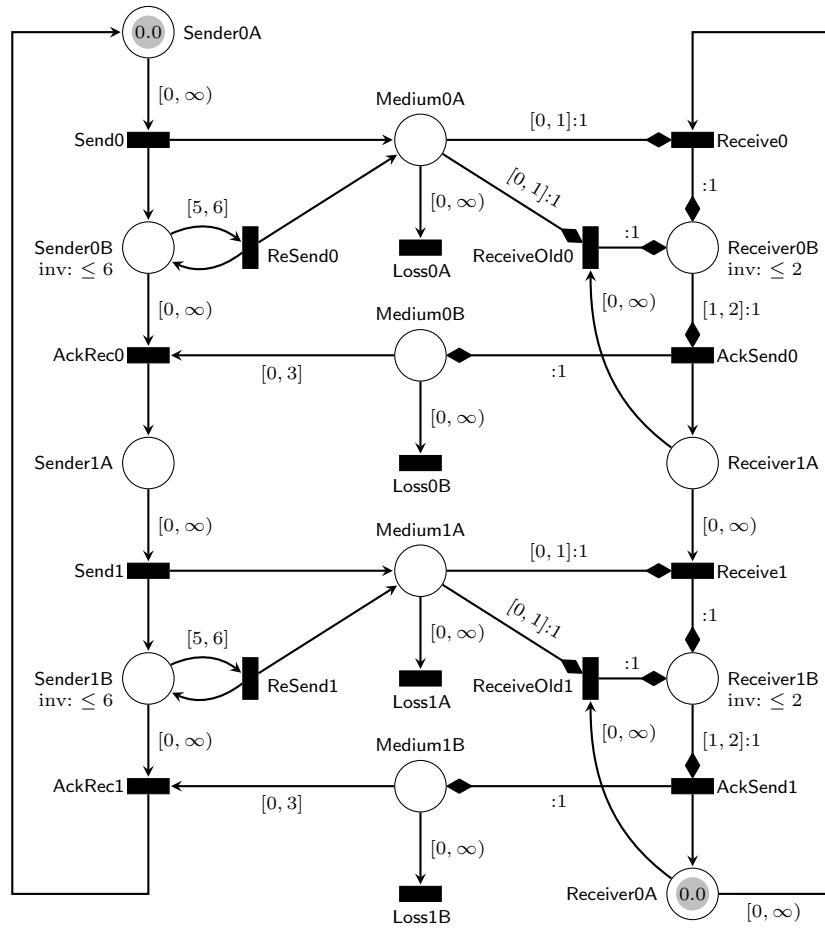 0.0 Sender0A
[0, ∞)
Medium0A
Send0 [0, 1]:1 Receive0
:1
[0, 1]:1
[5, 6] [0, ∞) :1
Sender0B ReSend0 ReceiveOld0 Receiver0B
inv: ≤ 6 Loss0A inv: ≤ 2
[0, ∞) Medium0B [0, ∞) [1, 2]:1
AckRec0 [0, 3] :1 AckSend0
[0, ∞)
Sender1A Receiver1A
Loss0B
[0, ∞) [0, ∞)
Medium1A
Send1 [0, 1]:1 Receive1
:1
[0, 1]:1
[5, 6] [0, ∞) :1
Sender1B ReSend1 ReceiveOld1 Receiver1B
inv: ≤ 6 Loss1A inv: ≤ 2
[0, ∞) Medium1B [0, ∞) [1, 2]:1
AckRec1 [0, 3] :1 AckSend1
[0, ∞)
Receiver0A 0.0
Loss1B [0, ∞)